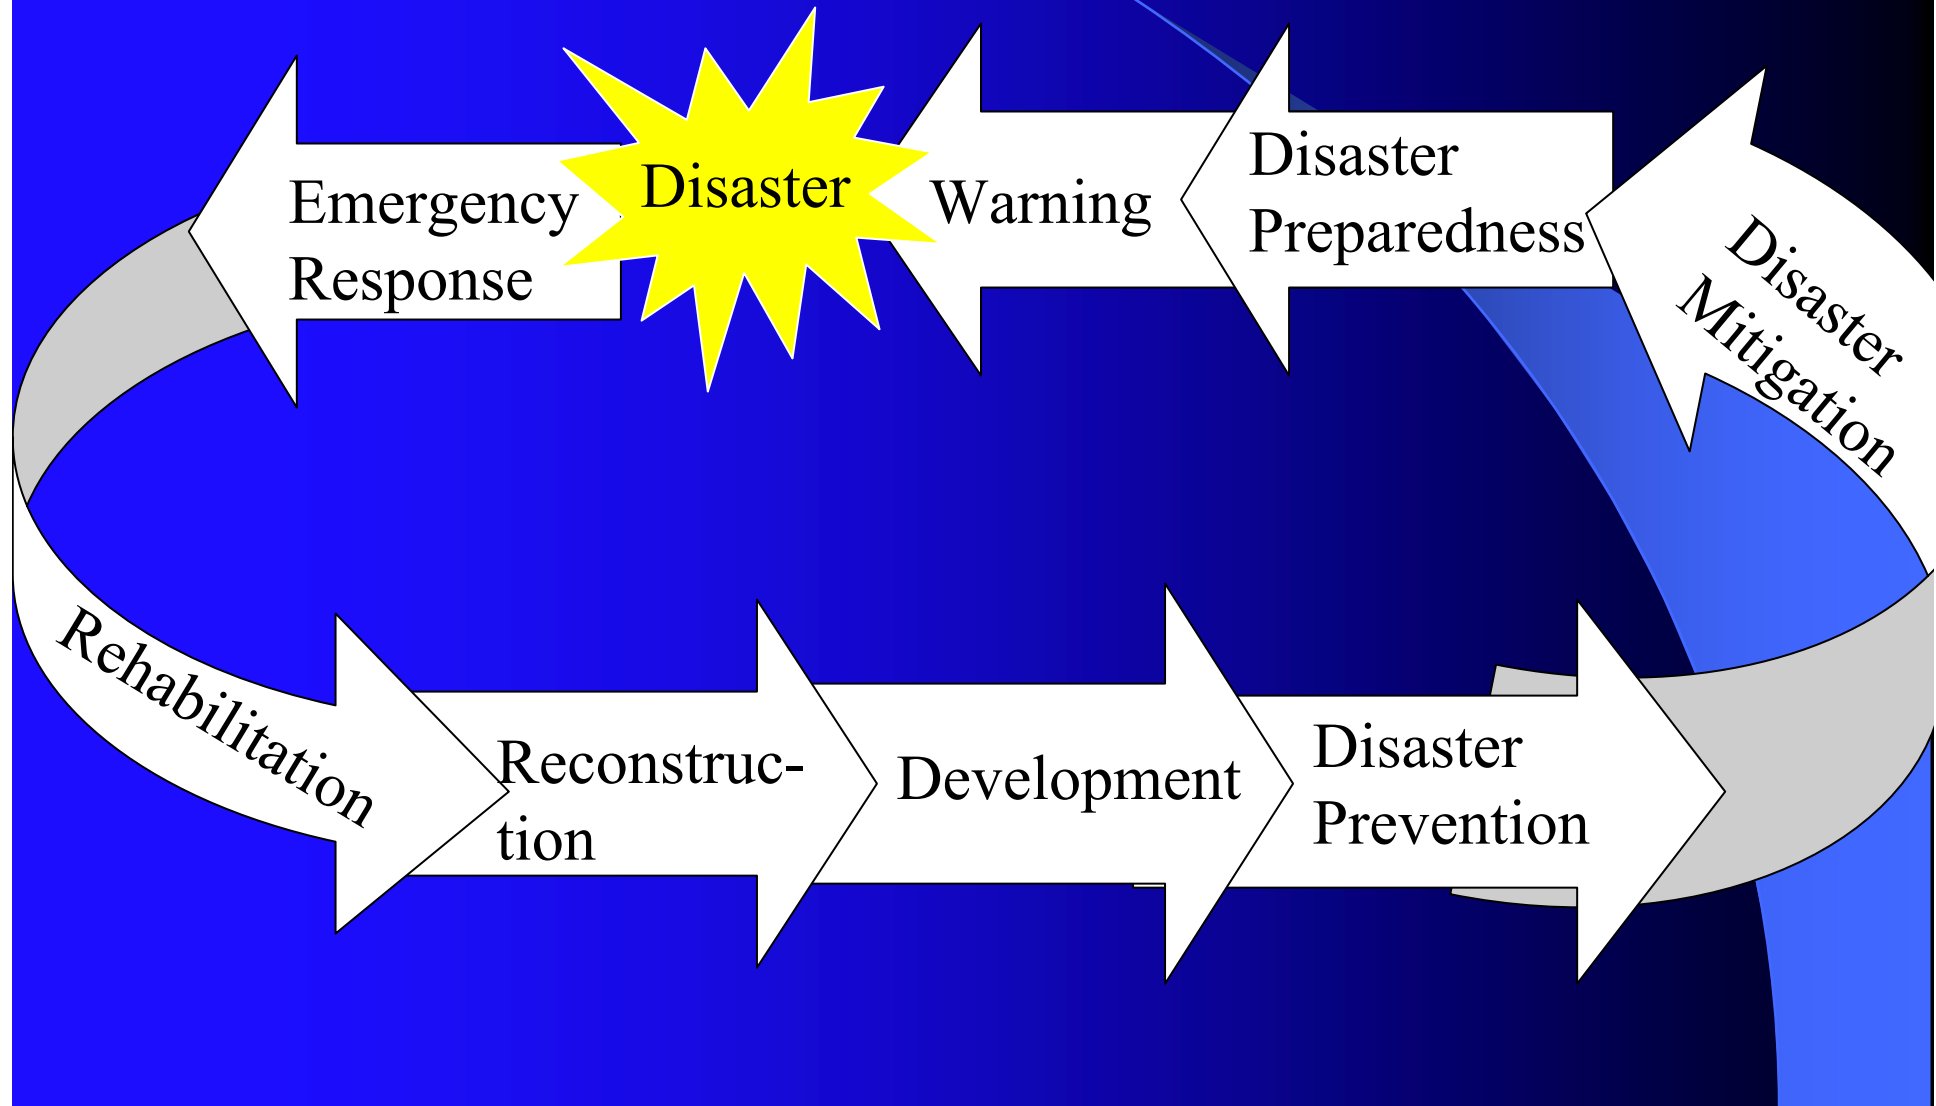 Emergency
Response
Disaster
Warning
Disaster
Preparedness
Disaster
Mitigation
Rehabilitation
Reconstruc-
tion
Development
Disaster
Prevention